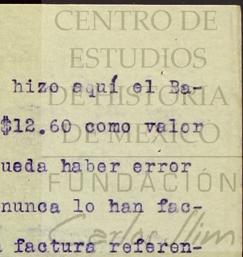 CENTRO DE
ESTUDIOS
DE HISTORIA
DE MÉXICO
FUNDACIÓN
Carlos Slim
hizo aquí el Ba-
$12.60 como valor
ueda haber error
nunca lo han fac-
a factura referen-